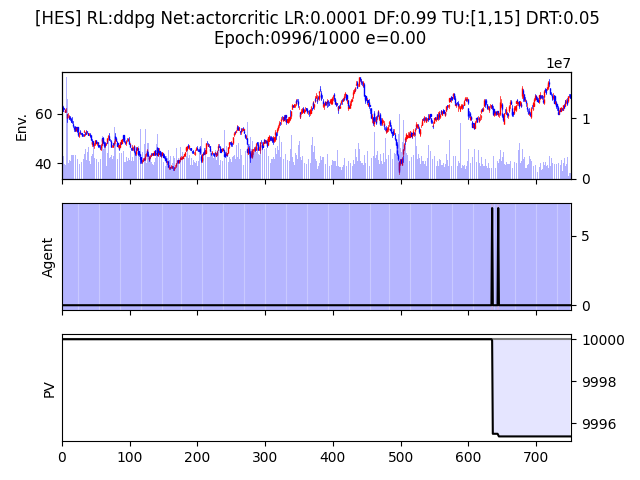 [HES] RL:ddpg Net:actorcritic LR:0.0001 DF:0.99 TU:[1,15] DRT:0.05
Epoch:0996/1000 e=0.00
1e7
Env.
60
40
1
0
Agent
5
0
PV
10000
9998
9996
0 100 200 300 400 500 600 700